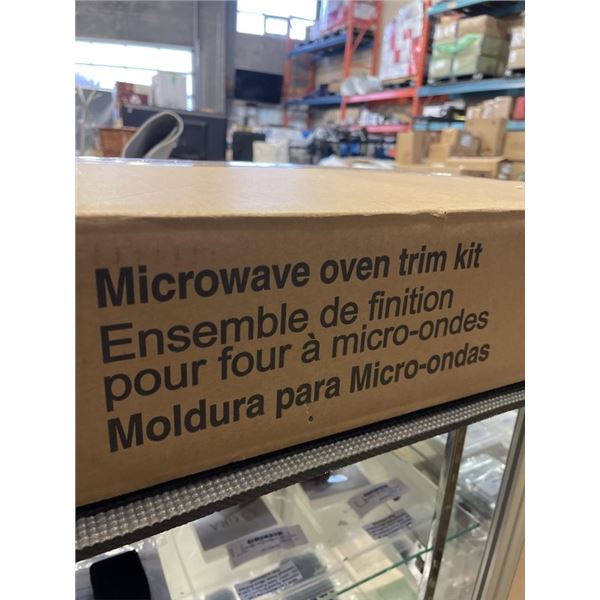 Microwave oven trim kit
Ensemble de finition
pour four à micro-ondes
Moldura para Micro-ondas